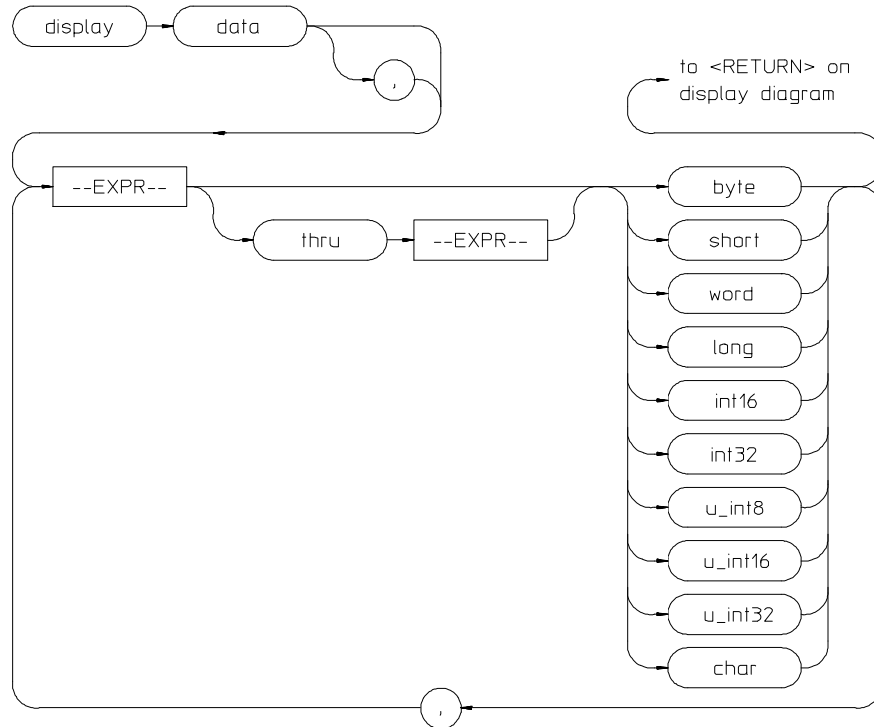 display data
,
to <RETURN> on
display diagram
--EXPR-- byte
thru --EXPR-- short
word
long
int16
int32
u_int8
u_int16
u_int32
char
,